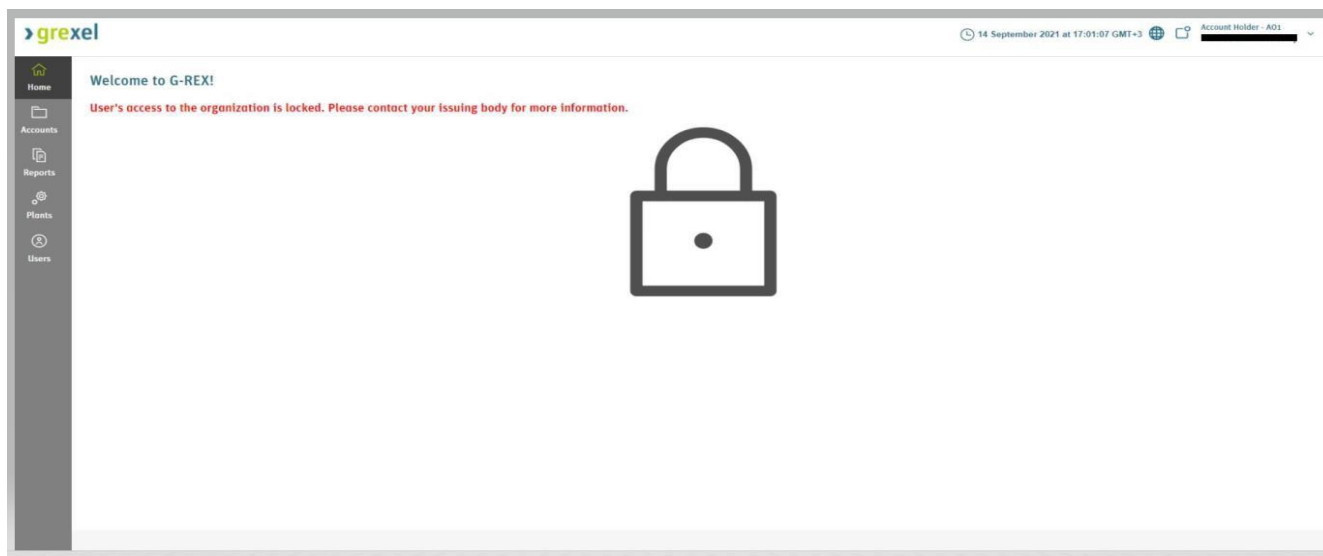 grexel
14 September 2021 at 17:01:07 GMT+3
Account Holder - A01
Home
Accounts
Reports
Plants
Users
Welcome to G-REX!
User's access to the organization is locked. Please contact your issuing body for more information.